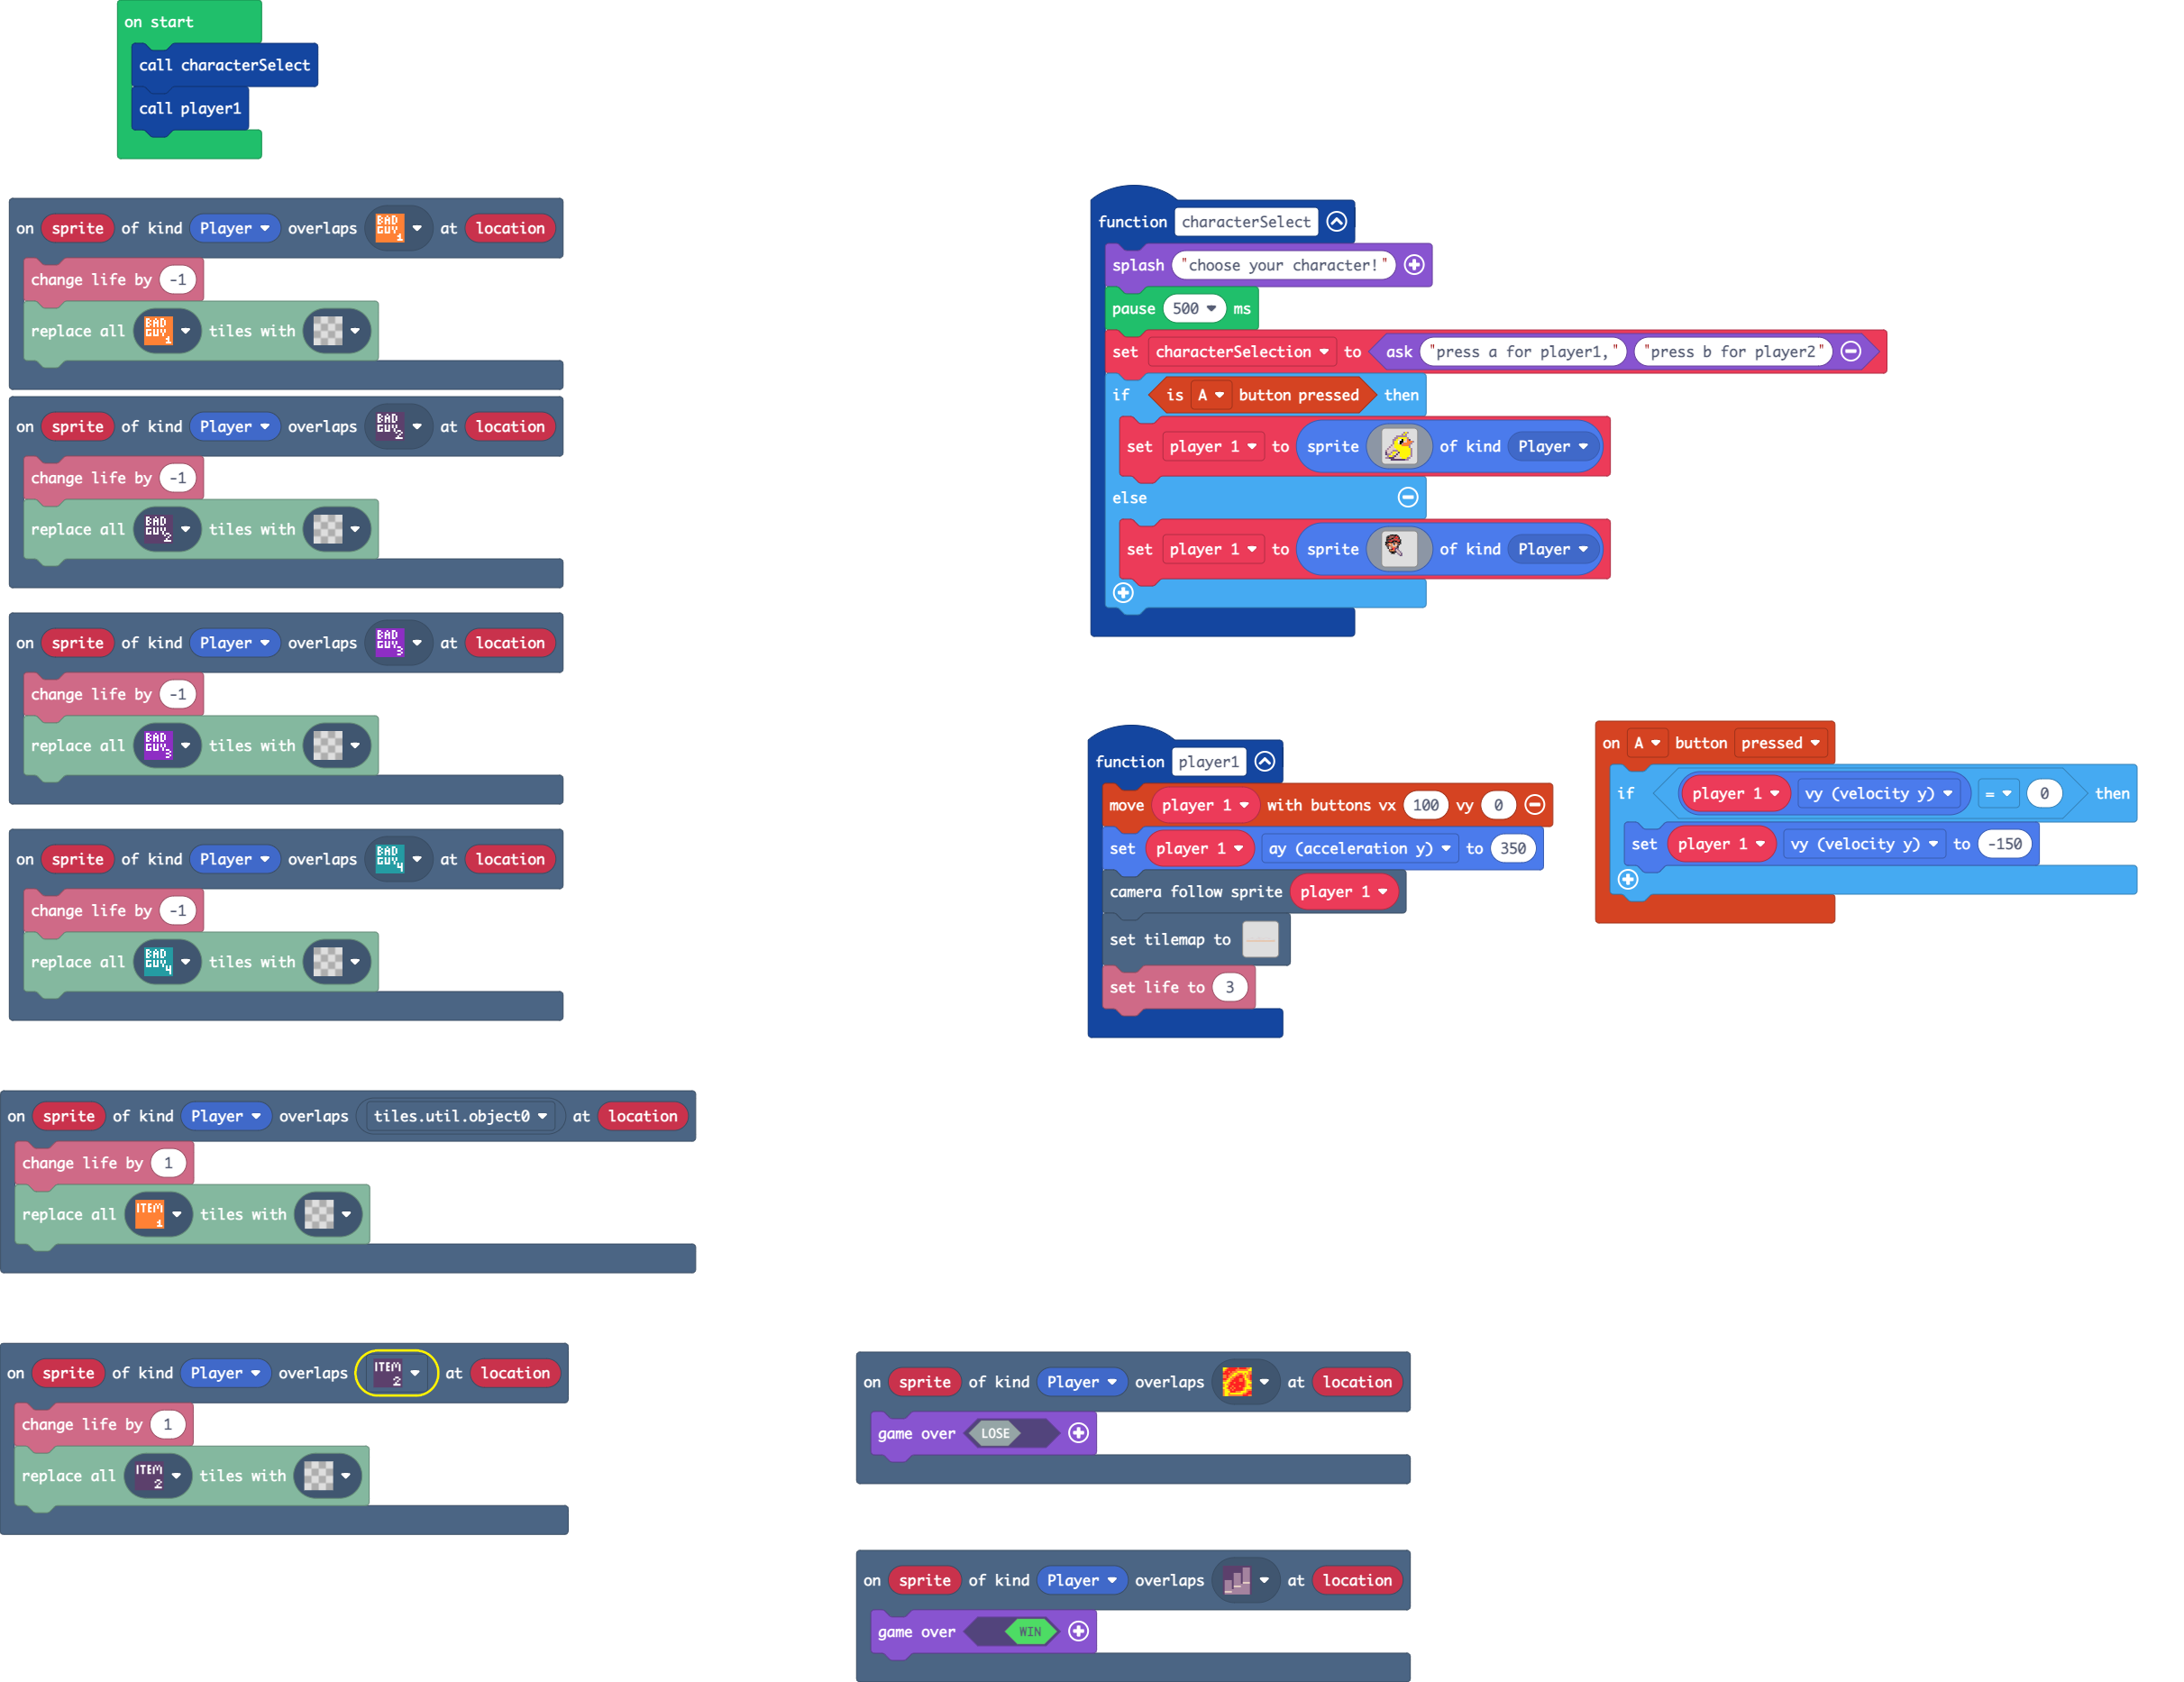 on start
call characterSelect
call player1
on sprite of kind Player overlaps BAD GUY 1 at location
change life by -1
replace all BAD GUY 1 tiles with
on sprite of kind Player overlaps BAD GUY 2 at location
change life by -1
replace all BAD GUY 2 tiles with
on sprite of kind Player overlaps BAD GUY 3 at location
change life by -1
replace all BAD GUY 3 tiles with
on sprite of kind Player overlaps BAD GUY 4 at location
change life by -1
replace all BAD GUY 4 tiles with
on sprite of kind Player overlaps tiles.util.object0 at location
change life by 1
replace all ITEM 1 tiles with
on sprite of kind Player overlaps ITEM 2 at location
change life by 1
replace all ITEM 2 tiles with
function characterSelect
splash "choose your character!"
pause 500 ms
set characterSelection to ask "press a for player1," "press b for player2"
if is A button pressed then
set player 1 to sprite of kind Player
else
set player 1 to sprite of kind Player
function player1
move player 1 with buttons vx 100 vy 0
set player 1 ay (acceleration y) to 350
camera follow sprite player 1
set tilemap to
set life to 3
on A button pressed
if player 1 vy (velocity y) = 0 then
set player 1 vy (velocity y) to -150
on sprite of kind Player overlaps at location
game over LOSE
on sprite of kind Player overlaps at location
game over WIN